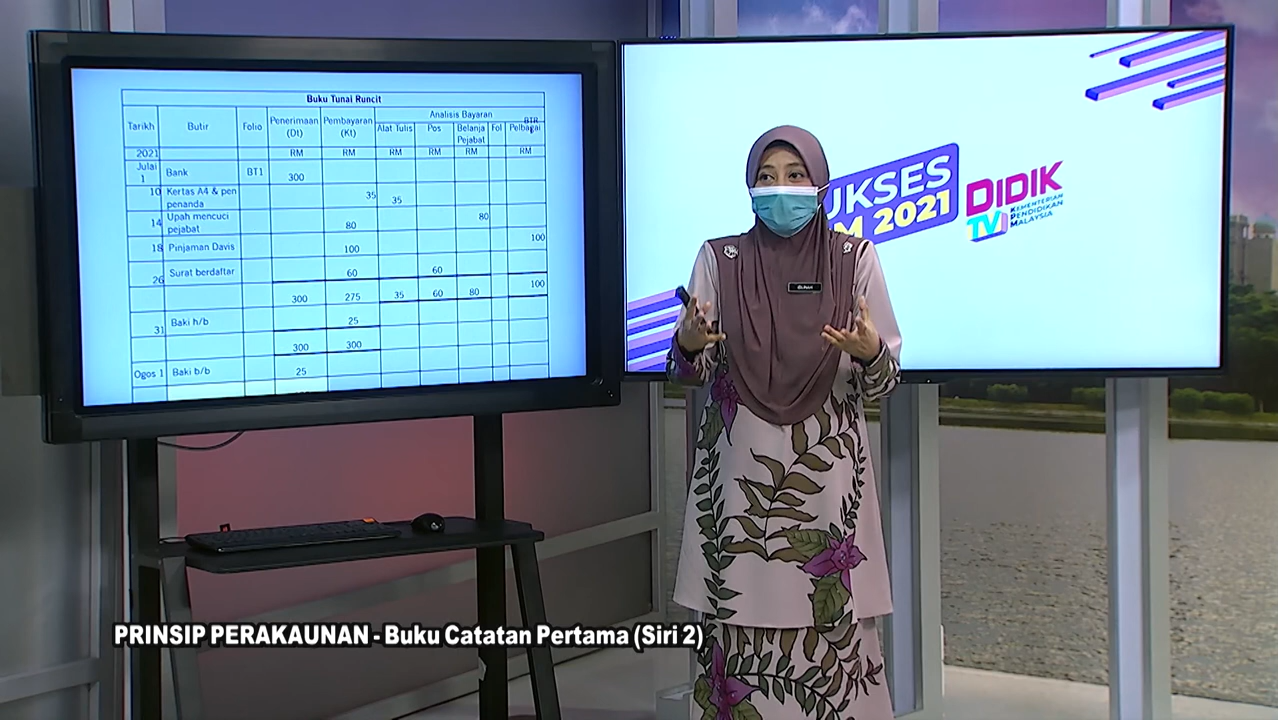 Buku Tunai Runcit
Tarikh Butir Folio Penerimaan (Dt) Pembayaran (Kt) Analisis Bayaran
Alat Tulis Pos Belanja Pejabat Fol BTR Pelbagai
2021 RM RM RM RM RM RM
Julai 1 Bank BT1 300
10 Kertas A4 & pen penanda 35 35
14 Upah mencuci pejabat 80 80
18 Pinjaman Davis 100 100
26 Surat berdaftar 60 60
300 275 35 60 80 100
31 Baki h/b 25
300 300
Ogos 1 Baki b/b 25
UKSES
M 2021
DIDIK
TV
KEMENTERIAN
PENDIDIKAN
MALAYSIA
PRINSIP PERAKAUNAN - Buku Catatan Pertama (Siri 2)